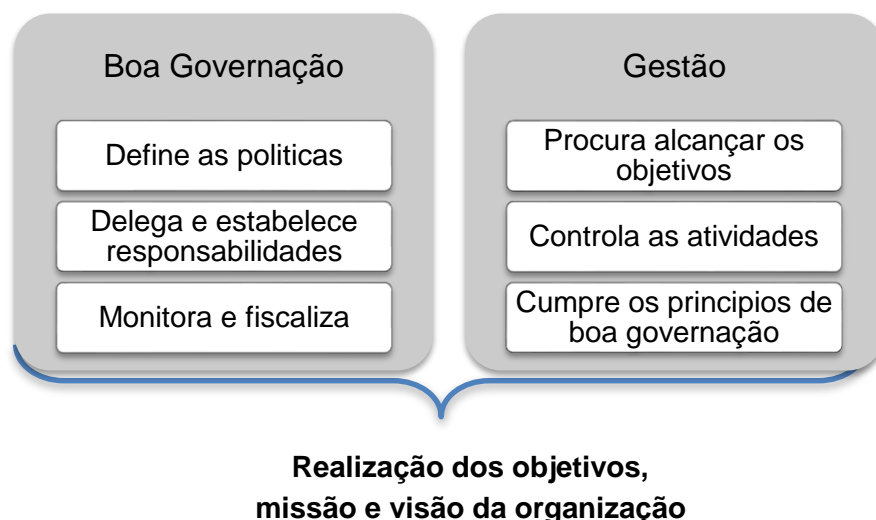 Boa Governação
Define as politicas
Delega e estabelece
responsabilidades
Monitora e fiscaliza
Gestão
Procura alcançar os
objetivos
Controla as atividades
Cumpre os principios de
boa governação
Realização dos objetivos,
missão e visão da organização